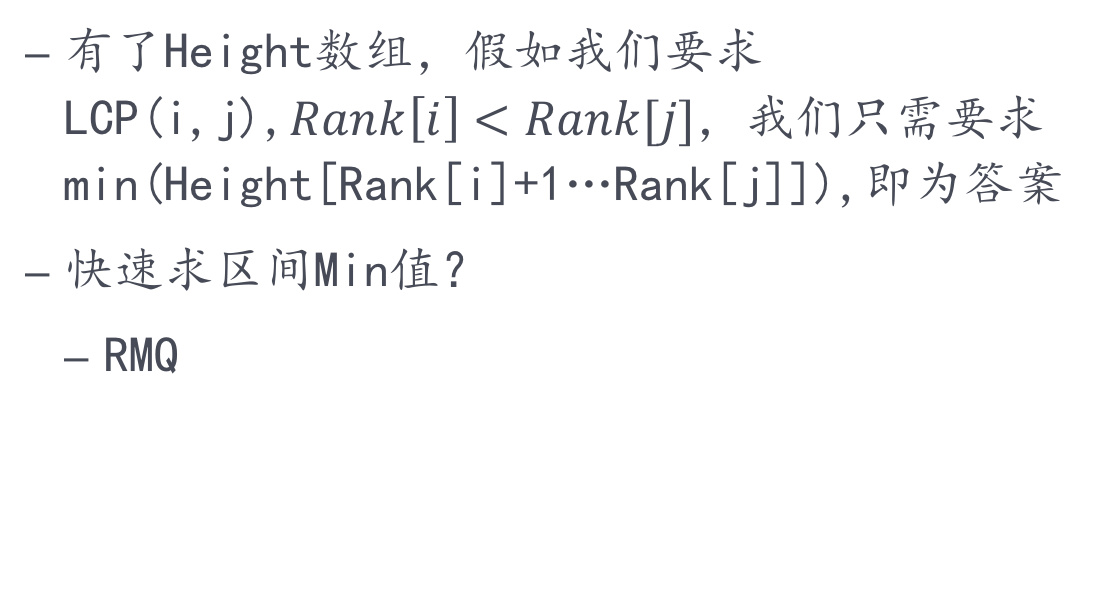 – 有了Height数组，假如我们要求
LCP(i,j),Rank[i] < Rank[j]，我们只需要求
min(Height[Rank[i]+1…Rank[j]]),即为答案
– 快速求区间Min值？
– RMQ